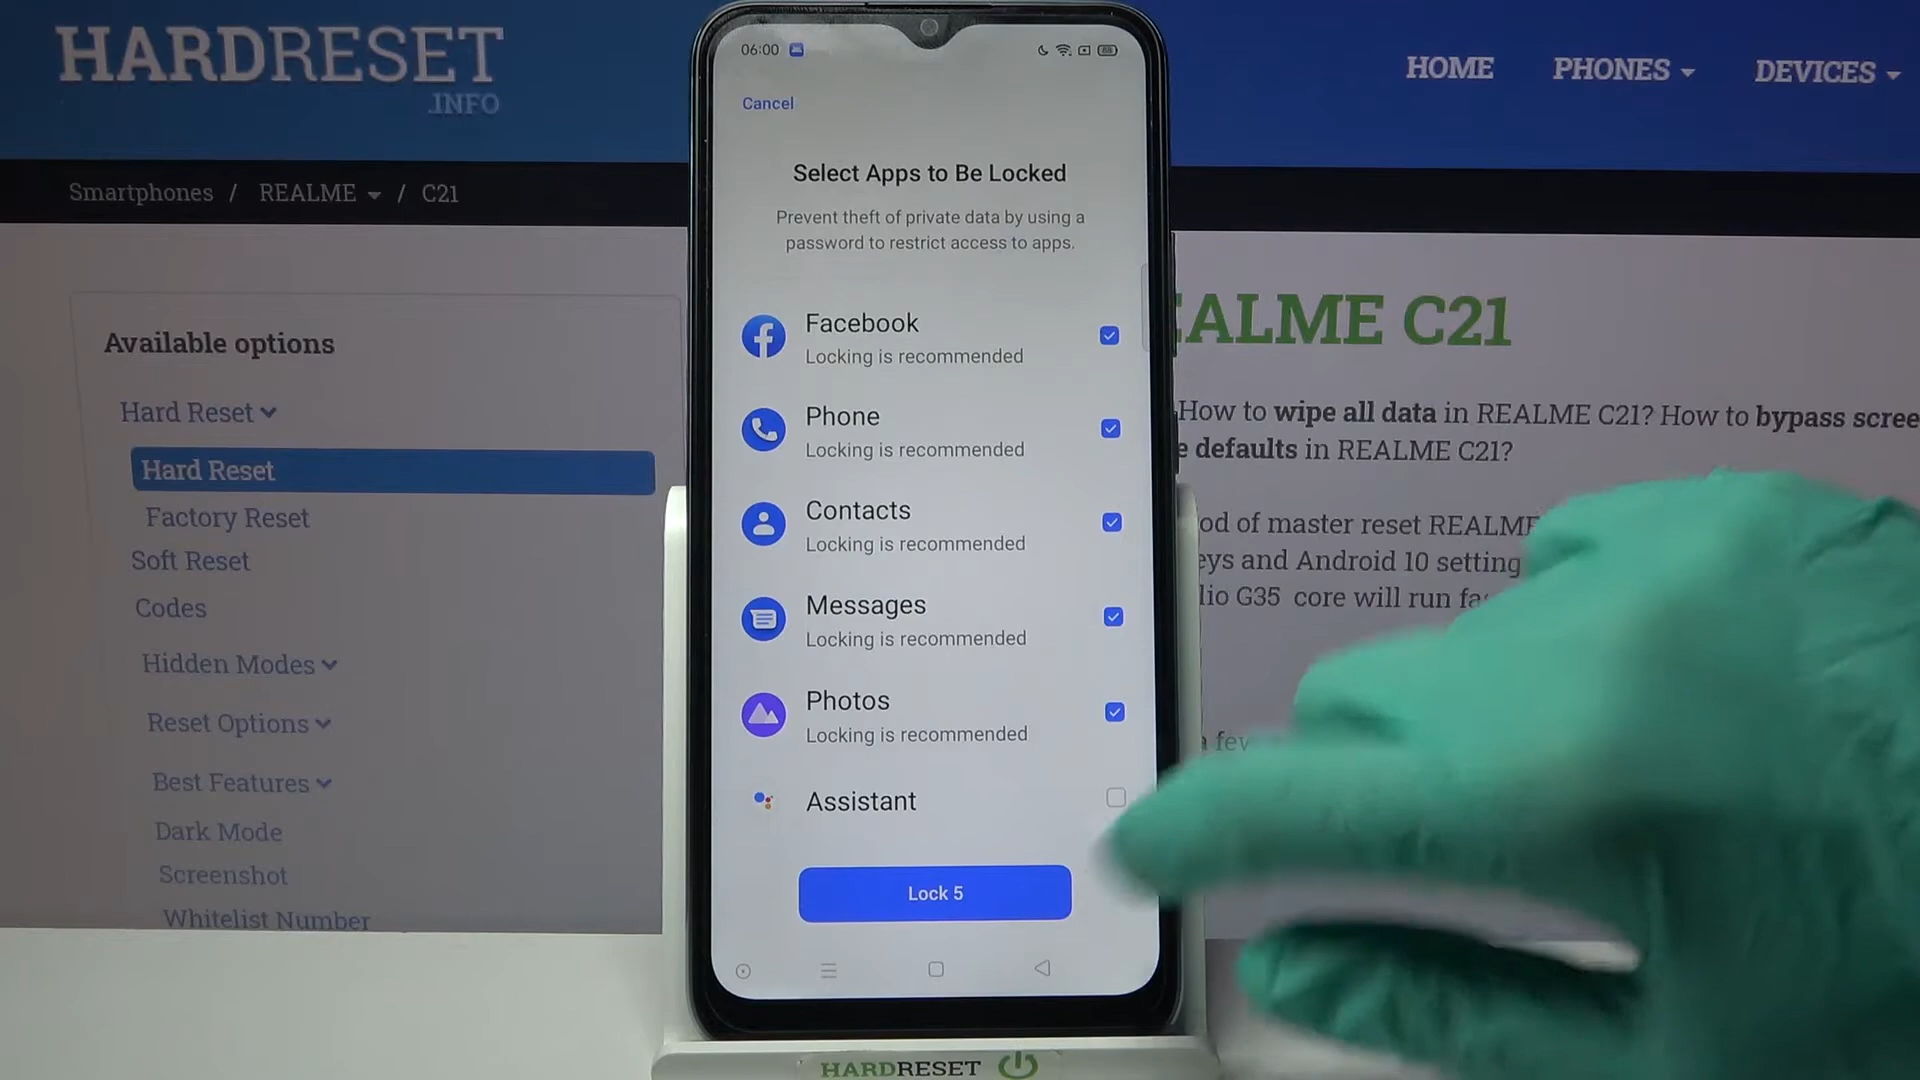 HARDRESET
.INFO
HOME
PHONES
DEVICES
Smartphones / REALME / C21
Available options
Hard Reset
Hard Reset
Factory Reset
Soft Reset
Codes
Hidden Modes
Reset Options
Best Features
Dark Mode
Screenshot
Whitelist Number
06:00
Cancel
Select Apps to Be Locked
Prevent theft of private data by using a
password to restrict access to apps.
Facebook
Locking is recommended
Phone
Locking is recommended
Contacts
Locking is recommended
Messages
Locking is recommended
Photos
Locking is recommended
Assistant
Lock 5
EALME C21
How to wipe all data in REALME C21? How to bypass scree
e defaults in REALME C21?
od of master reset REALME
eys and Android 10 setting
lio G35 core will run fa
a few
HARDRESET